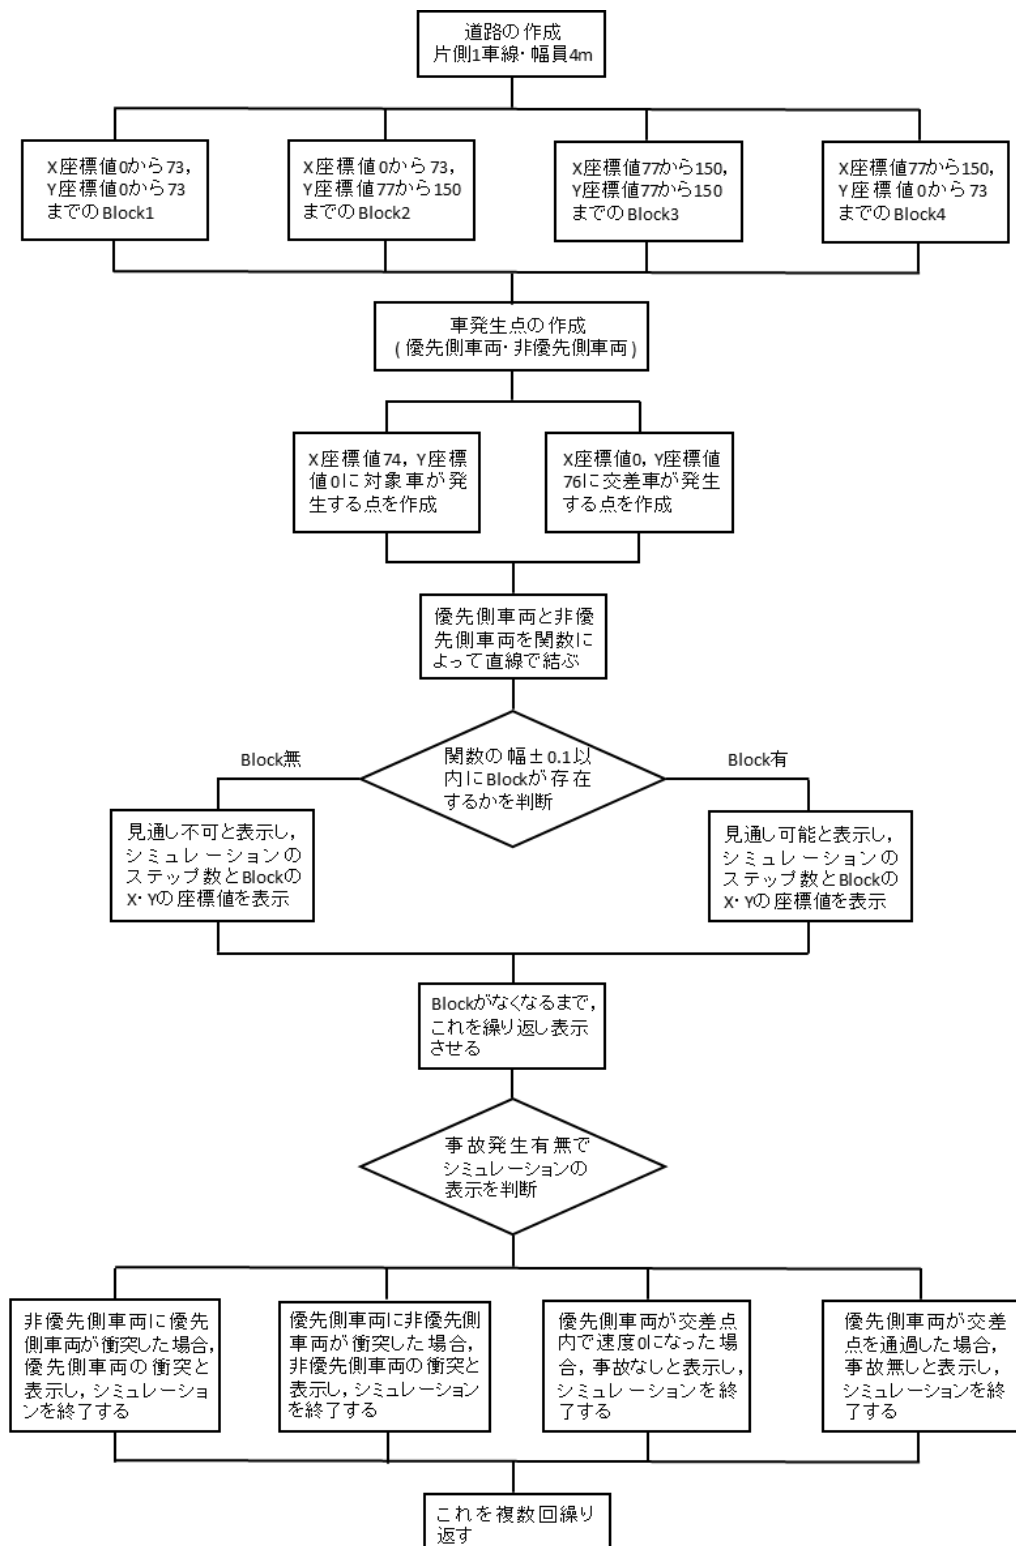 道路の作成
片側1車線・幅員4m
X座標値0から73,
Y座標値0から73
までのBlock1
X座標値0から73,
Y座標値77から150
までのBlock2
X座標値77から150,
Y座標値77から150
までのBlock3
X座標値77から150,
Y座標値0から73
までのBlock4
車発生点の作成
(優先側車両・非優先側車両)
X座標値74, Y座標
値0に対象車が発
生する点を作成
X座標値0, Y座標値
76に交差車が発生
する点を作成
優先側車両と非優
先側車両を関数に
よって直線で結ぶ
関数の幅±0.1以
内にBlockが存在
するかを判断
Block無
Block有
見通し不可と表示し,
シミュレーションの
ステップ数とBlockの
X・Yの座標値を表示
見通し可能と表示し,
シミュレーションの
ステップ数とBlockの
X・Yの座標値を表示
Blockがなくなるまで,
これを繰り返し表示
させる
事故発生有無で
シミュレーションの
表示を判断
非優先側車両に優先
側車両が衝突した場合,
優先側車両の衝突と
表示し, シミュレーション
を終了する
優先側車両に非優先側
車両が衝突した場合,
非優先側車両の衝突と
表示し, シミュレーション
を終了する
優先側車両が交差点
内で速度0になった場
合, 事故なしと表示し,
シミュレーションを終
了する
優先側車両が交差
点を通過した場合,
事故無しと表示し,
シミュレーションを終
了する
これを複数回繰り
返す